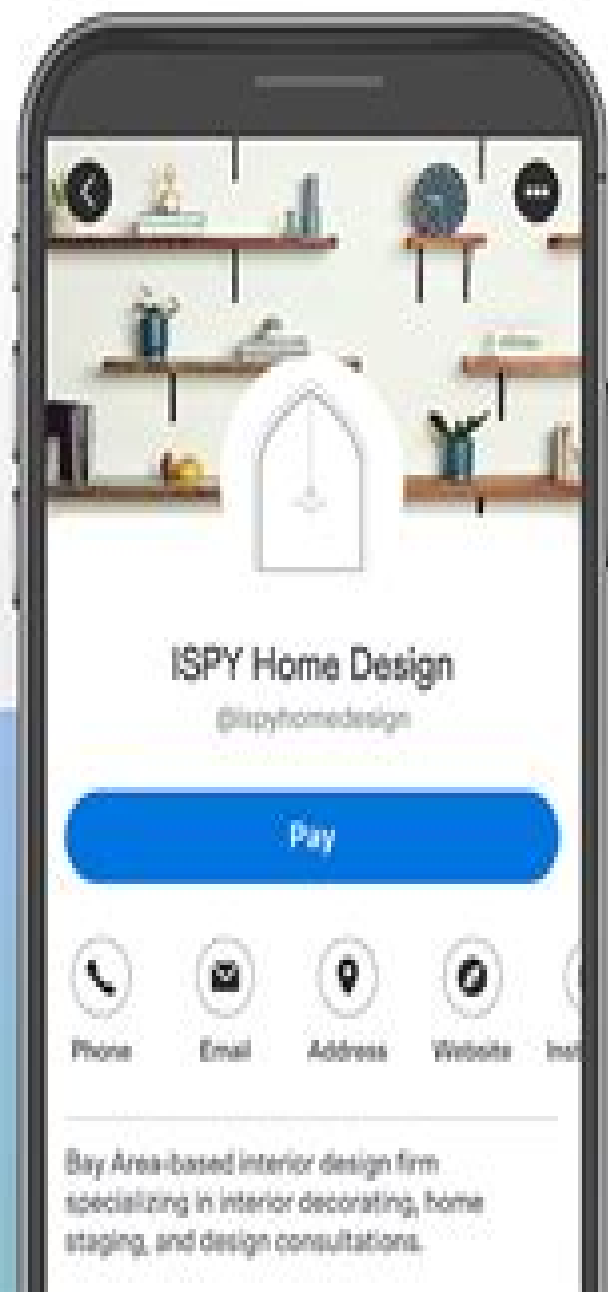 ISPY Home Design
@ispyhomedesign
Pay
Phone Email Address Website Inst
Bay Area-based interior design firm
specializing in interior decorating, home
staging, and design consultations.